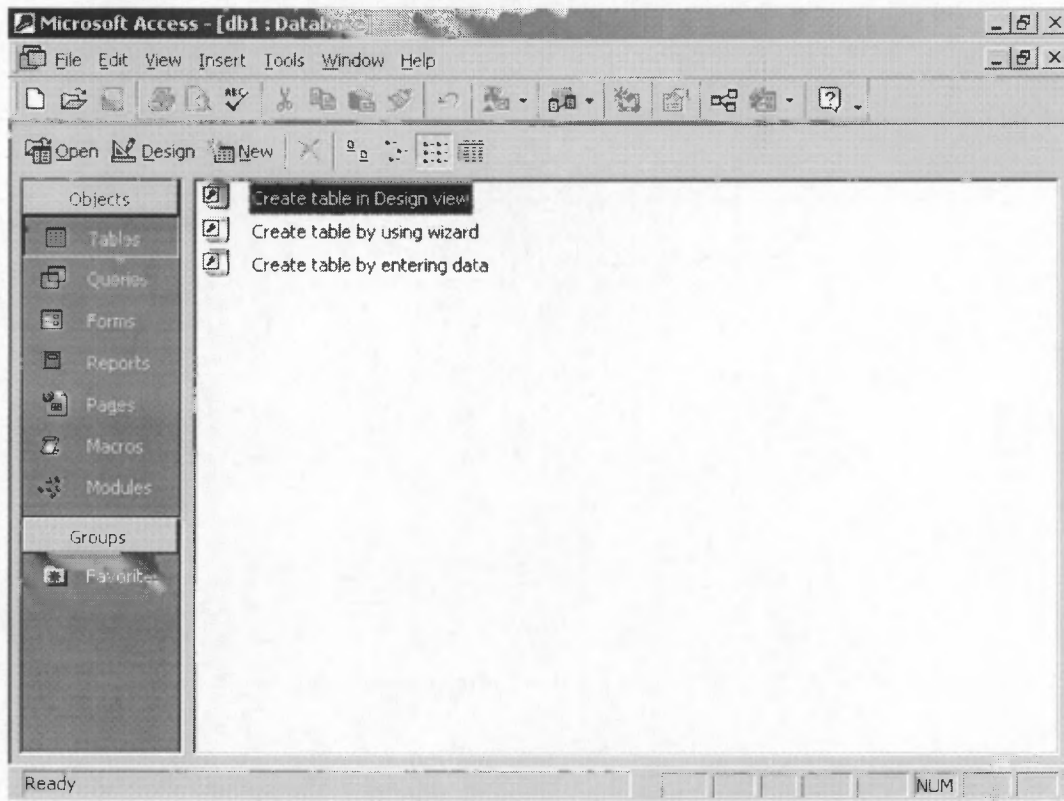 Microsoft Access - [db1 : Database]
File Edit View Insert Tools Window Help
Open Design New
Objects
Tables
Queries
Forms
Reports
Pages
Macros
Modules
Groups
Favorites
Create table in Design view
Create table by using wizard
Create table by entering data
Ready
NUM